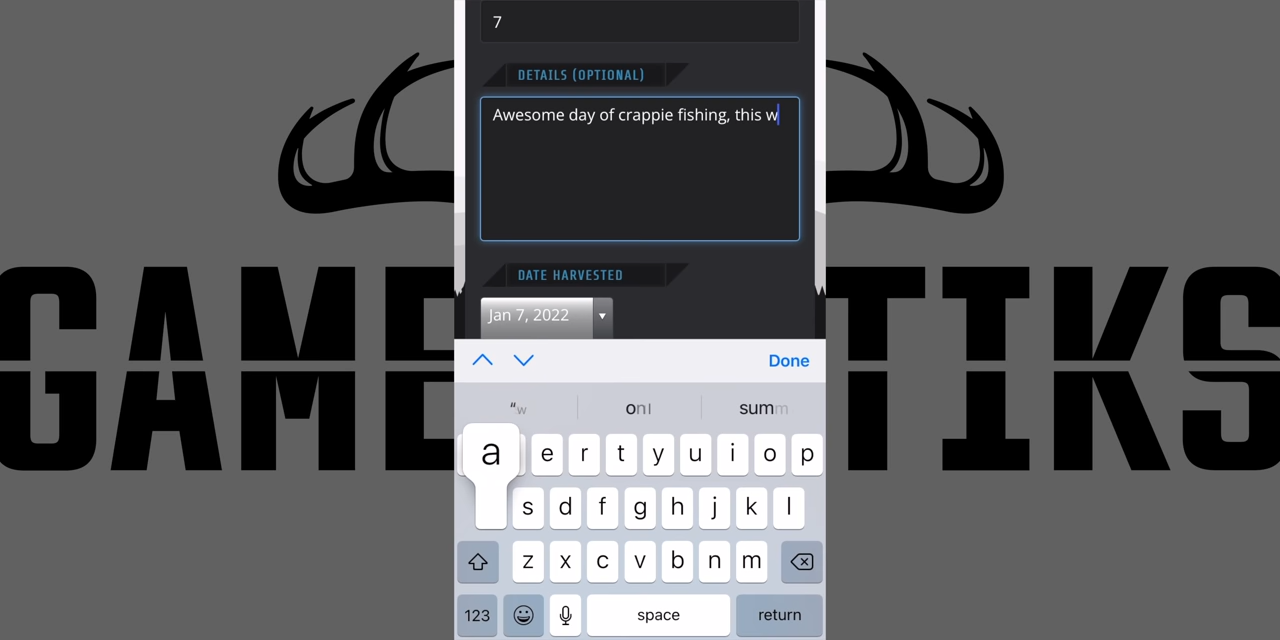 7
DETAILS (OPTIONAL)
Awesome day of crappie fishing, this w
DATE HARVESTED
Jan 7, 2022
GAME TIKS
Done
a e r t y u i o p
s d f g h j k l
z x c v b n m
123 space return